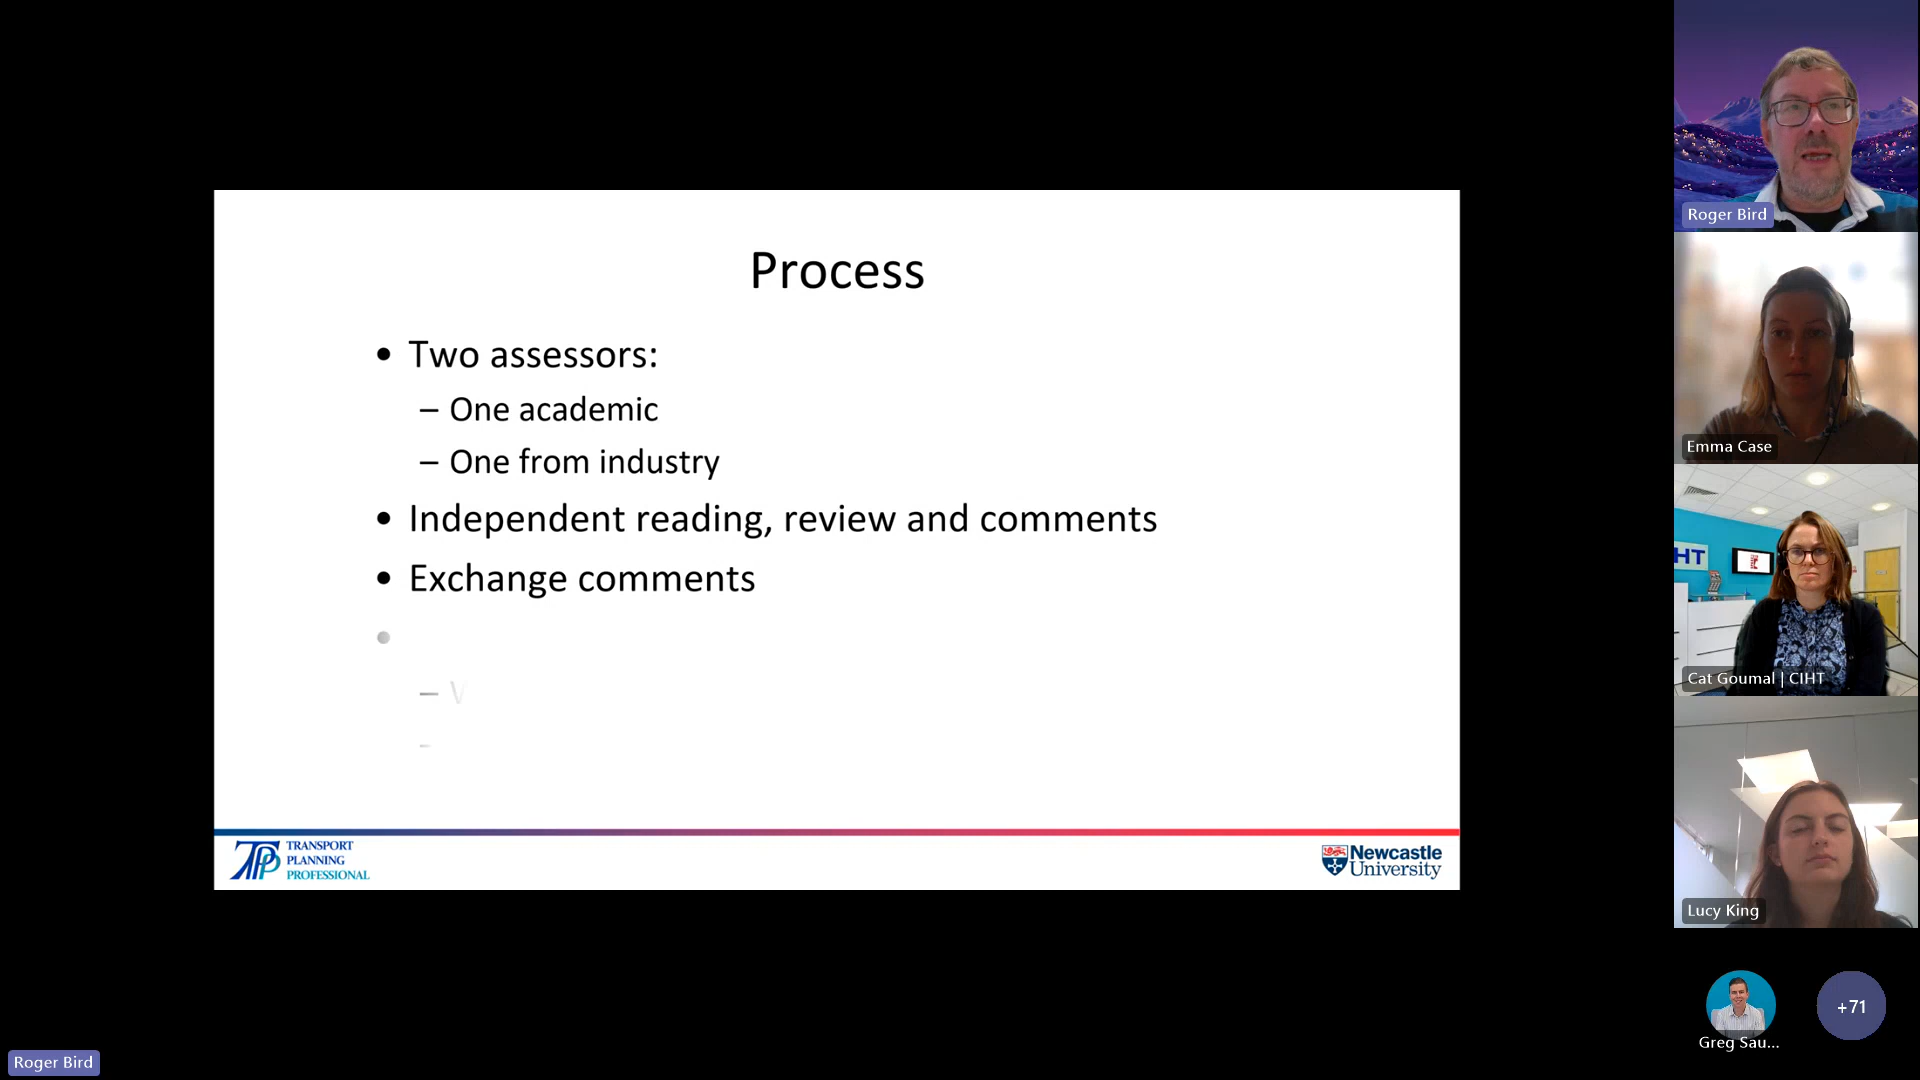 Process
• Two assessors:
– One academic
– One from industry
• Independent reading, review and comments
• Exchange comments
TRANSPORT
PLANNING
PROFESSIONAL
Newcastle
University
Roger Bird
Emma Case
HT
Cat Goumal | CIHT
Lucy King
Greg Sau...
+71
Roger Bird